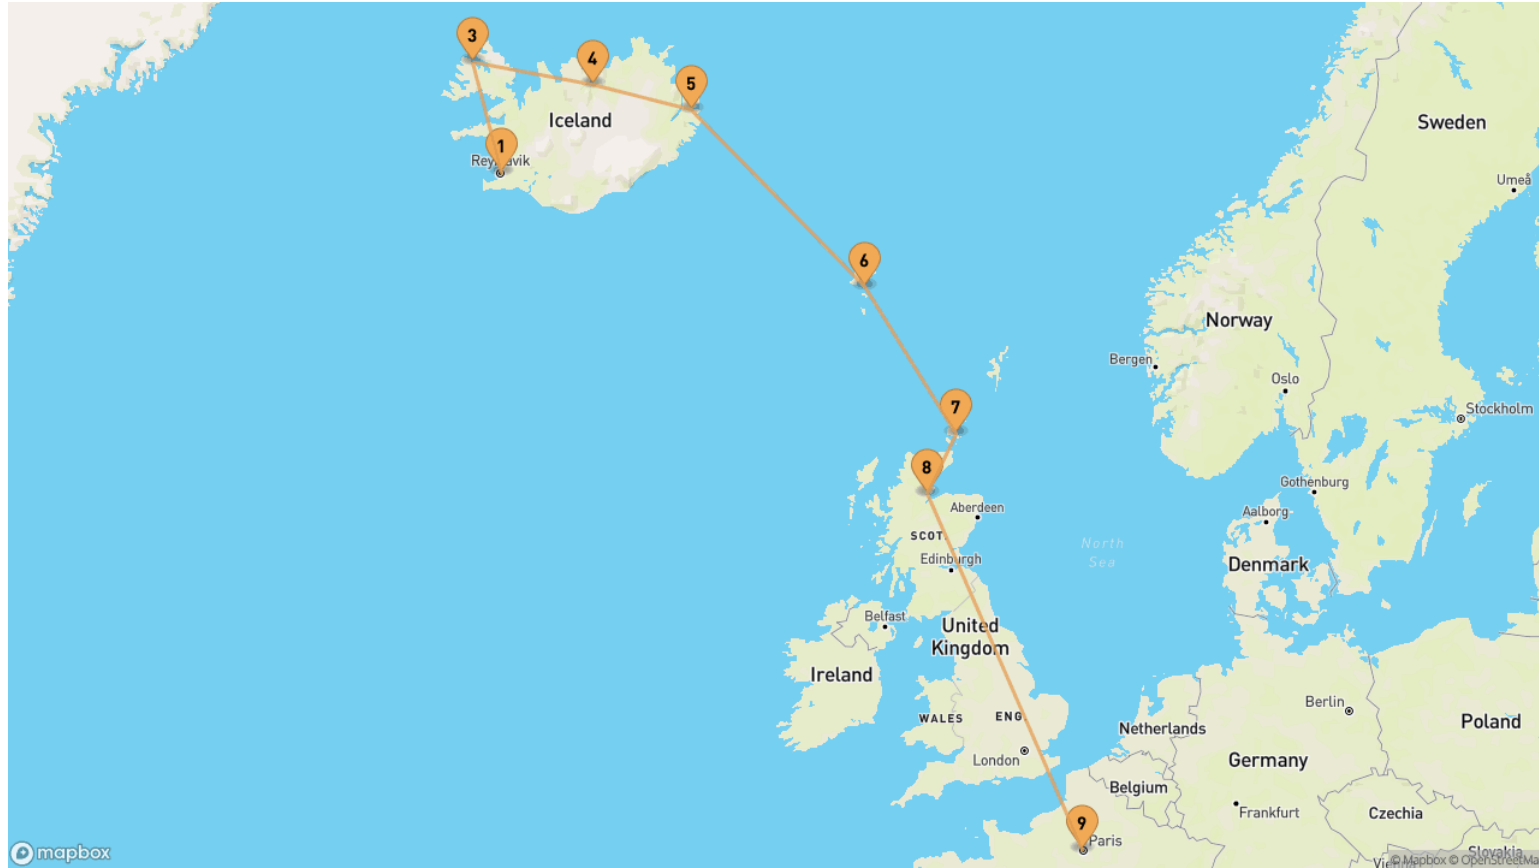 3
4
5
Iceland
Sweden
1
Umeå
6
Norway
Bergen
Oslo
7
Stockholm
8
Gothenburg
Aberdeen
Aalborg
SCOT.
North
Sea
Edinburgh
Denmark
Belfast
United
Kingdom
Ireland
Berlin
WALES
ENG.
Netherlands
Poland
London
Germany
Belgium
Frankfurt
Czechia
9
Paris
mapbox
Slovakia
© Mapbox © OpenStreetMa